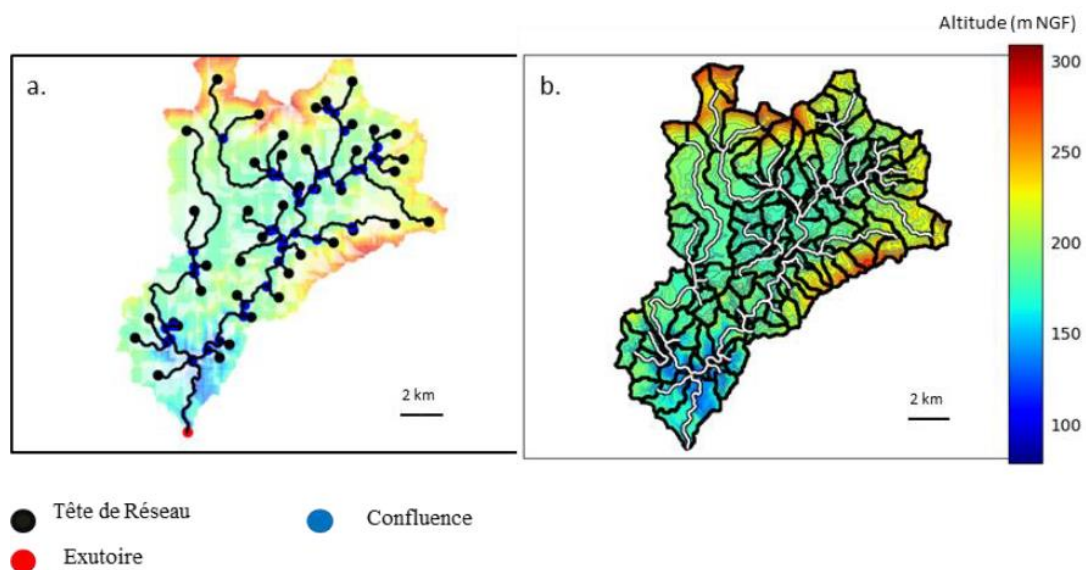 Altitude (m NGF)
a.
b.
300
250
200
150
100
2 km
2 km
Tête de Réseau
Confluence
Exutoire